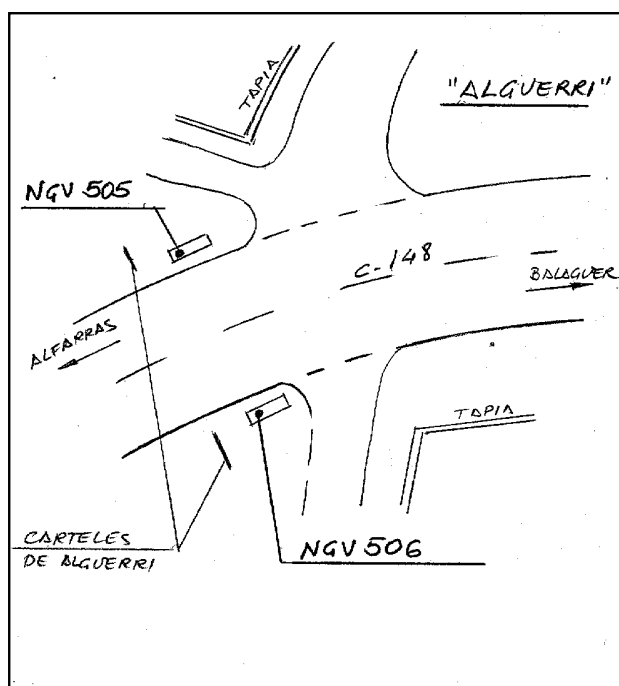 TAPIA
"ALGUERRI"
NGV 505
C-148
BALAGUER
ALFARRAS
TAPIA
CARTELES
DE ALGUERRI
NGV 506